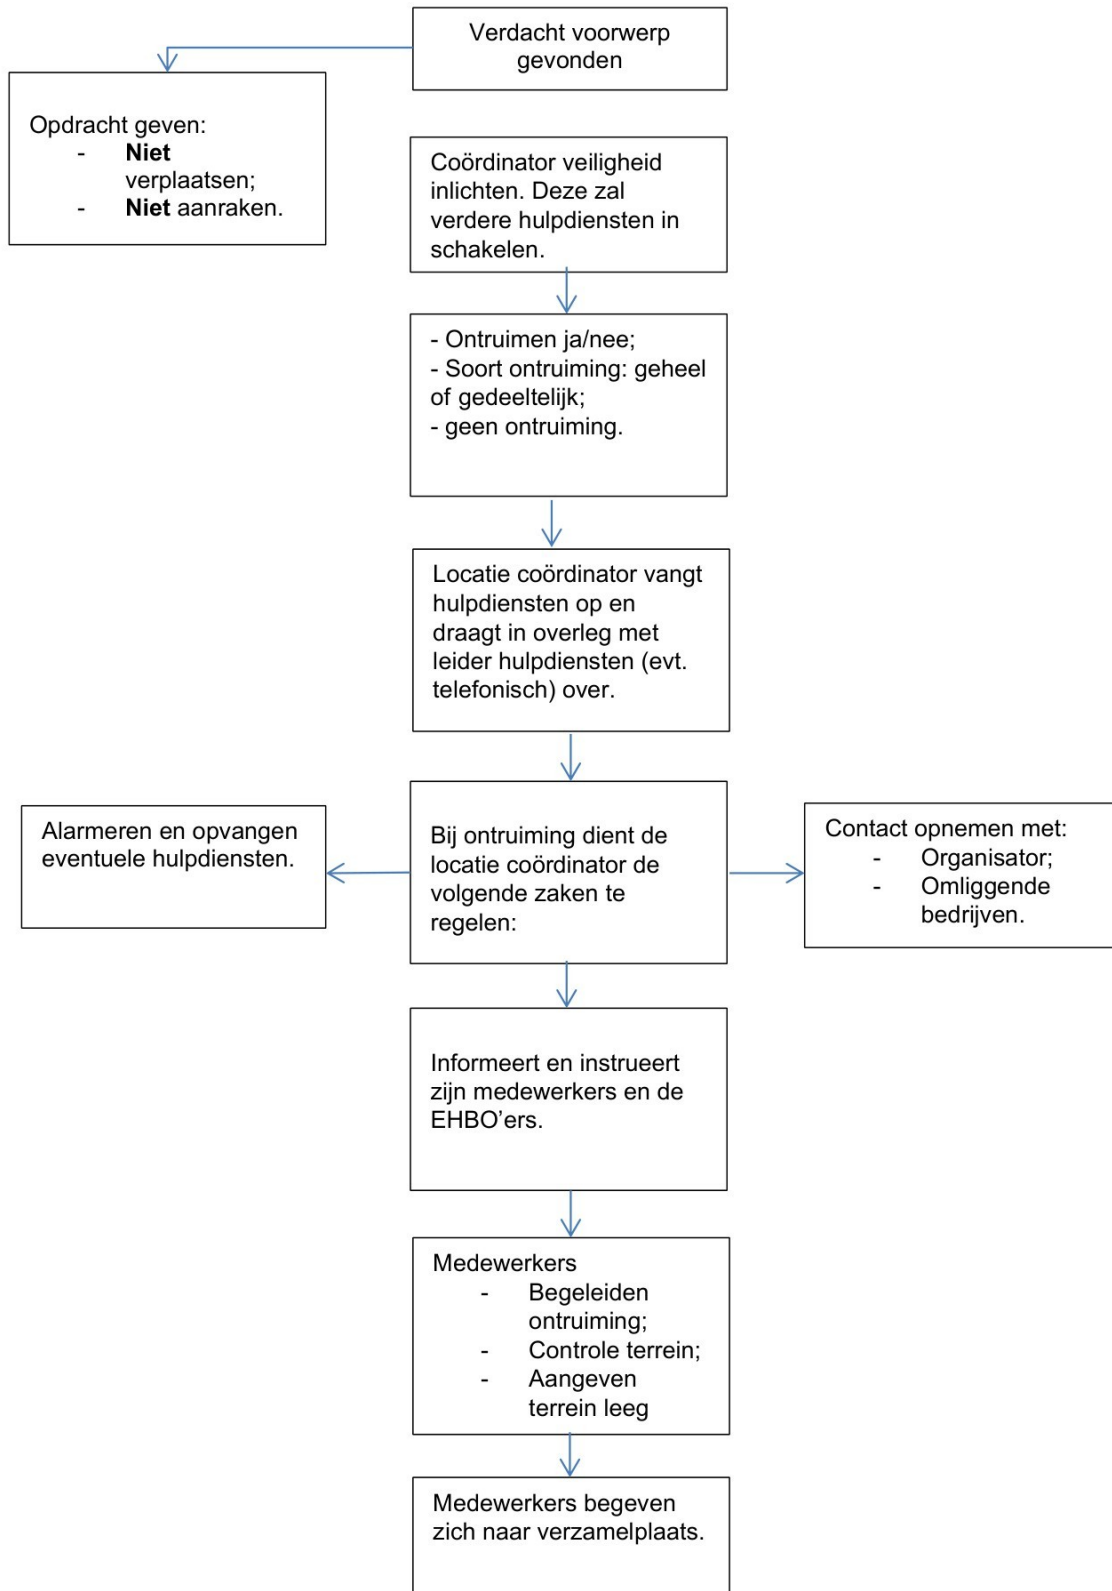 Verdacht voorwerp
gevonden
Opdracht geven:
- Niet
verplaatsen;
- Niet aanraken.
Coördinator veiligheid
inlichten. Deze zal
verdere hulpdiensten in
schakelen.
- Ontruimen ja/nee;
- Soort ontruiming: geheel
of gedeeltelijk;
- geen ontruiming.
Locatie coördinator vangt
hulpdiensten op en
draagt in overleg met
leider hulpdiensten (evt.
telefonisch) over.
Alarmeren en opvangen
eventuele hulpdiensten.
Bij ontruiming dient de
locatie coördinator de
volgende zaken te
regelen:
Contact opnemen met:
- Organisator;
- Omliggende
bedrijven.
Informeert en instrueert
zijn medewerkers en de
EHBO’ers.
Medewerkers
- Begeleiden
ontruiming;
- Controle terrein;
- Aangeven
terrein leeg
Medewerkers begeven
zich naar verzamelplaats.